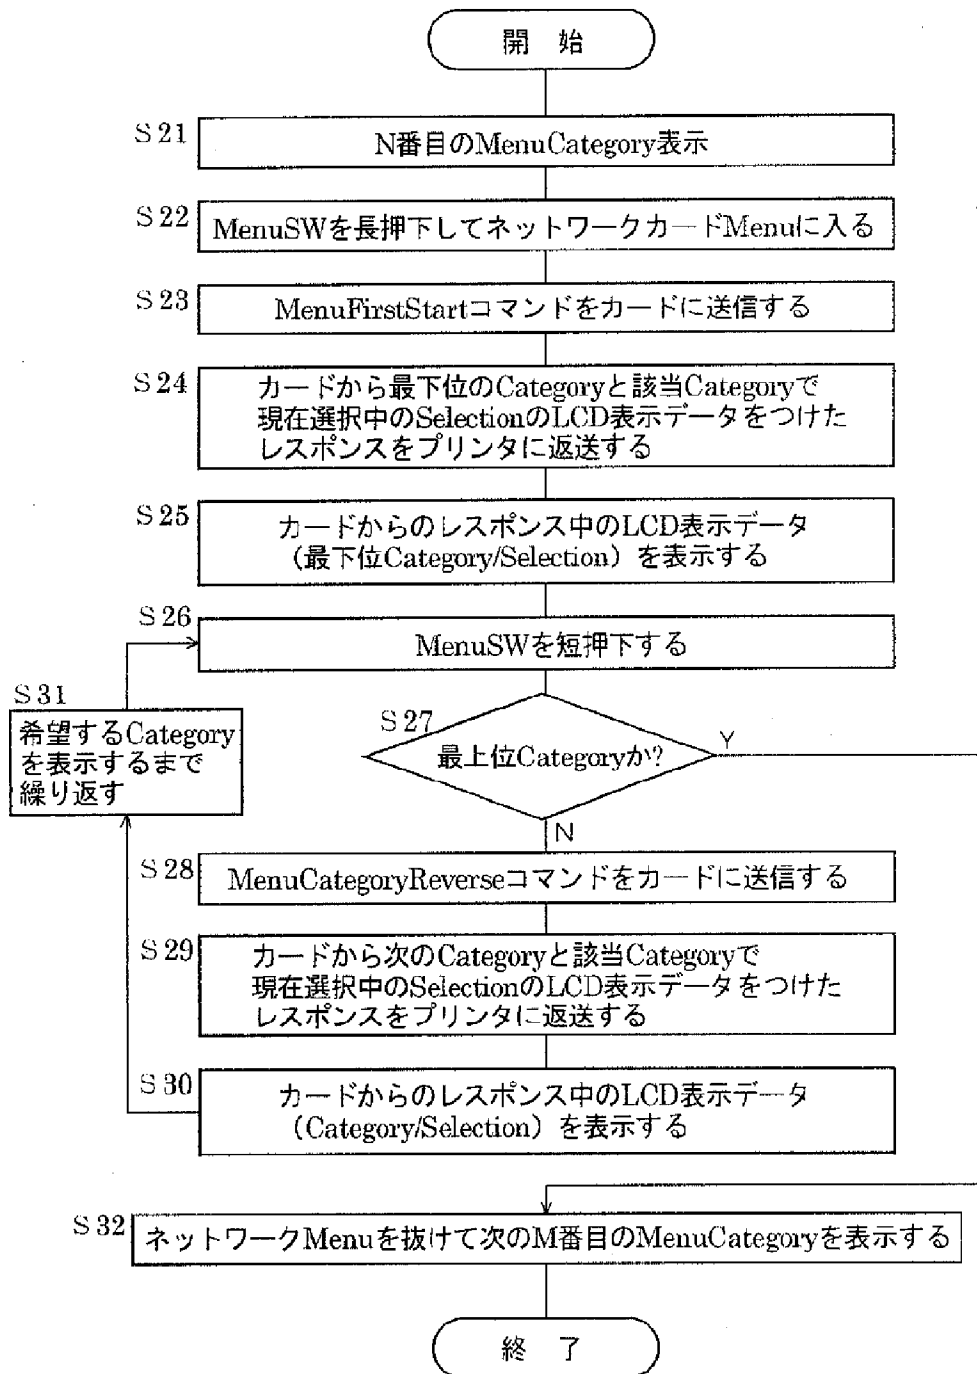 開　始
S21
N番目のMenuCategory表示
S22
MenuSWを長押下してネットワークカードMenuに入る
S23
MenuFirstStartコマンドをカードに送信する
S24
カードから最下位のCategoryと該当Categoryで
現在選択中のSelectionのLCD表示データをつけた
レスポンスをプリンタに返送する
S25
カードからのレスポンス中のLCD表示データ
（最下位Category/Selection）を表示する
S26
MenuSWを短押下する
S31
希望するCategory
を表示するまで
繰り返す
S27
最上位Categoryか?
Y
N
S28
MenuCategoryReverseコマンドをカードに送信する
S29
カードから次のCategoryと該当Categoryで
現在選択中のSelectionのLCD表示データをつけた
レスポンスをプリンタに返送する
S30
カードからのレスポンス中のLCD表示データ
（Category/Selection）を表示する
S32
ネットワークMenuを抜けて次のM番目のMenuCategoryを表示する
終　了